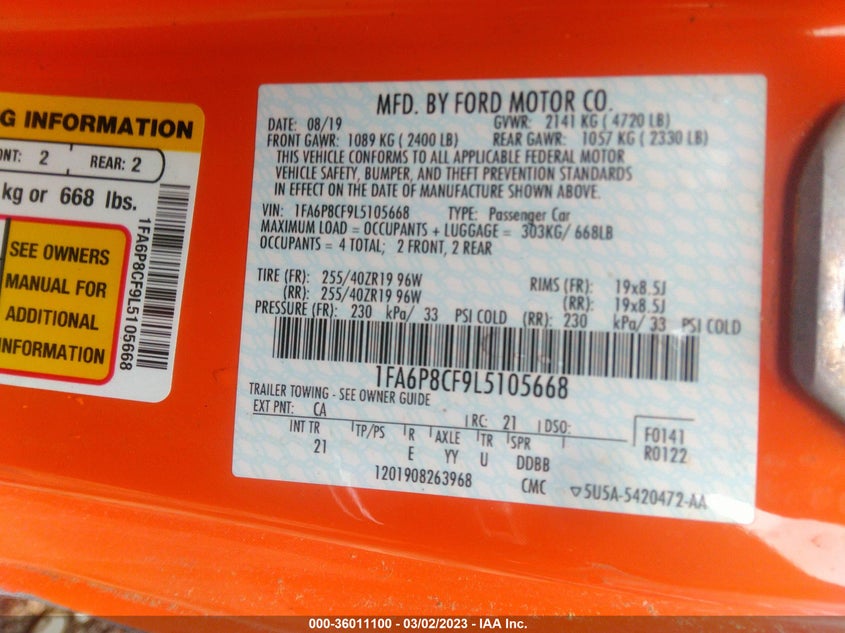 G INFORMATION
ONT: 2 REAR: 2
kg or 668 lbs.
SEE OWNERS
MANUAL FOR
ADDITIONAL
INFORMATION
1FA6P8CF9L5105668
MFD. BY FORD MOTOR CO.
DATE: 08/19 GVWR: 2141 KG ( 4720 LB)
FRONT GAWR: 1089 KG ( 2400 LB) REAR GAWR: 1057 KG ( 2330 LB)
THIS VEHICLE CONFORMS TO ALL APPLICABLE FEDERAL MOTOR
VEHICLE SAFETY, BUMPER, AND THEFT PREVENTION STANDARDS
IN EFFECT ON THE DATE OF MANUFACTURE SHOWN ABOVE.
VIN: 1FA6P8CF9L5105668 TYPE: Passenger Car
MAXIMUM LOAD = OCCUPANTS + LUGGAGE = 303KG/ 668LB
OCCUPANTS = 4 TOTAL; 2 FRONT, 2 REAR
TIRE (FR): 255/40ZR19 96W RIMS (FR): 19x8.5J
(RR): 255/40ZR19 96W (RR): 19x8.5J
PRESSURE (FR): 230 kPa/ 33 PSI COLD (RR): 230 kPa/ 33 PSI COLD
1FA6P8CF9L5105668
TRAILER TOWING - SEE OWNER GUIDE
EXT PNT: CA RC: 21 DSO: F0141
INT TR TP/PS R AXLE TR SPR R0122
21 E YY U DDBB
1201908263968 CMC 5U5A-5420472-AA
000-36011100 - 03/02/2023 - IAA Inc.